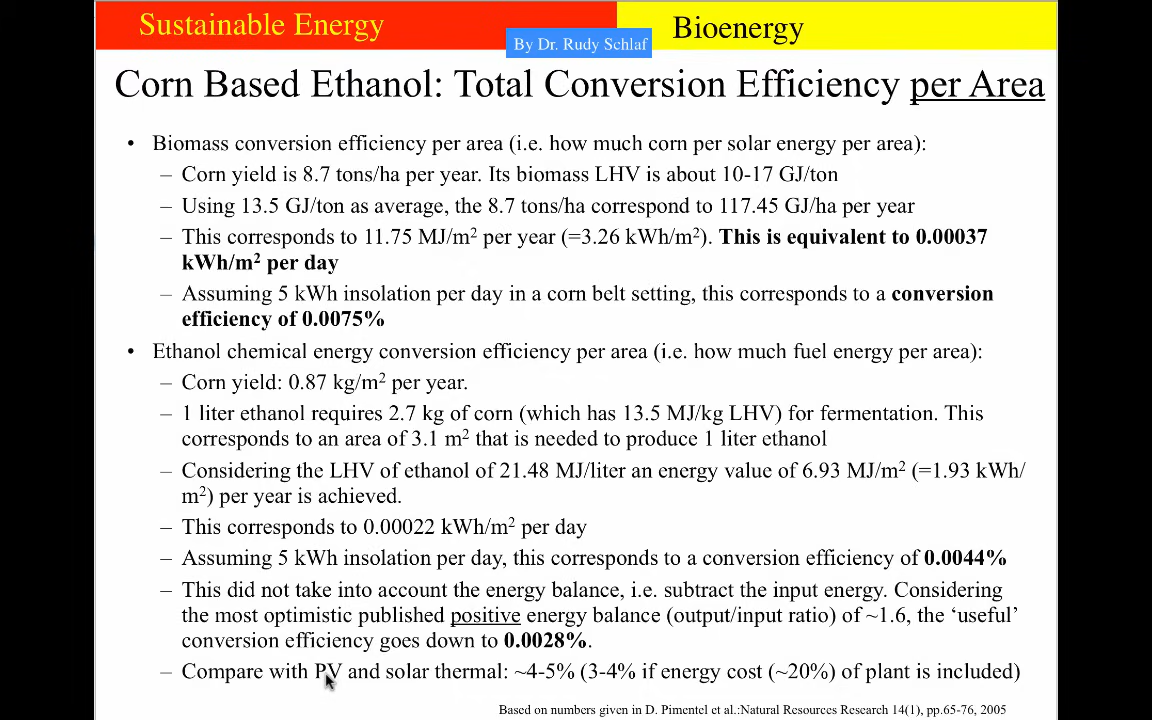 Sustainable Energy
Bioenergy
By Dr. Rudy Schlaf
Corn Based Ethanol: Total Conversion Efficiency per Area
• Biomass conversion efficiency per area (i.e. how much corn per solar energy per area):
– Corn yield is 8.7 tons/ha per year. Its biomass LHV is about 10-17 GJ/ton
– Using 13.5 GJ/ton as average, the 8.7 tons/ha correspond to 117.45 GJ/ha per year
– This corresponds to 11.75 MJ/m² per year (=3.26 kWh/m²). This is equivalent to 0.00037
kWh/m² per day
– Assuming 5 kWh insolation per day in a corn belt setting, this corresponds to a conversion
efficiency of 0.0075%
• Ethanol chemical energy conversion efficiency per area (i.e. how much fuel energy per area):
– Corn yield: 0.87 kg/m² per year.
– 1 liter ethanol requires 2.7 kg of corn (which has 13.5 MJ/kg LHV) for fermentation. This
corresponds to an area of 3.1 m² that is needed to produce 1 liter ethanol
– Considering the LHV of ethanol of 21.48 MJ/liter an energy value of 6.93 MJ/m² (=1.93 kWh/
m²) per year is achieved.
– This corresponds to 0.00022 kWh/m² per day
– Assuming 5 kWh insolation per day, this corresponds to a conversion efficiency of 0.0044%
– This did not take into account the energy balance, i.e. subtract the input energy. Considering
the most optimistic published positive energy balance (output/input ratio) of ~1.6, the ‘useful’
conversion efficiency goes down to 0.0028%.
– Compare with PV and solar thermal: ~4-5% (3-4% if energy cost (~20%) of plant is included)
Based on numbers given in D. Pimentel et al.:Natural Resources Research 14(1), pp.65-76, 2005